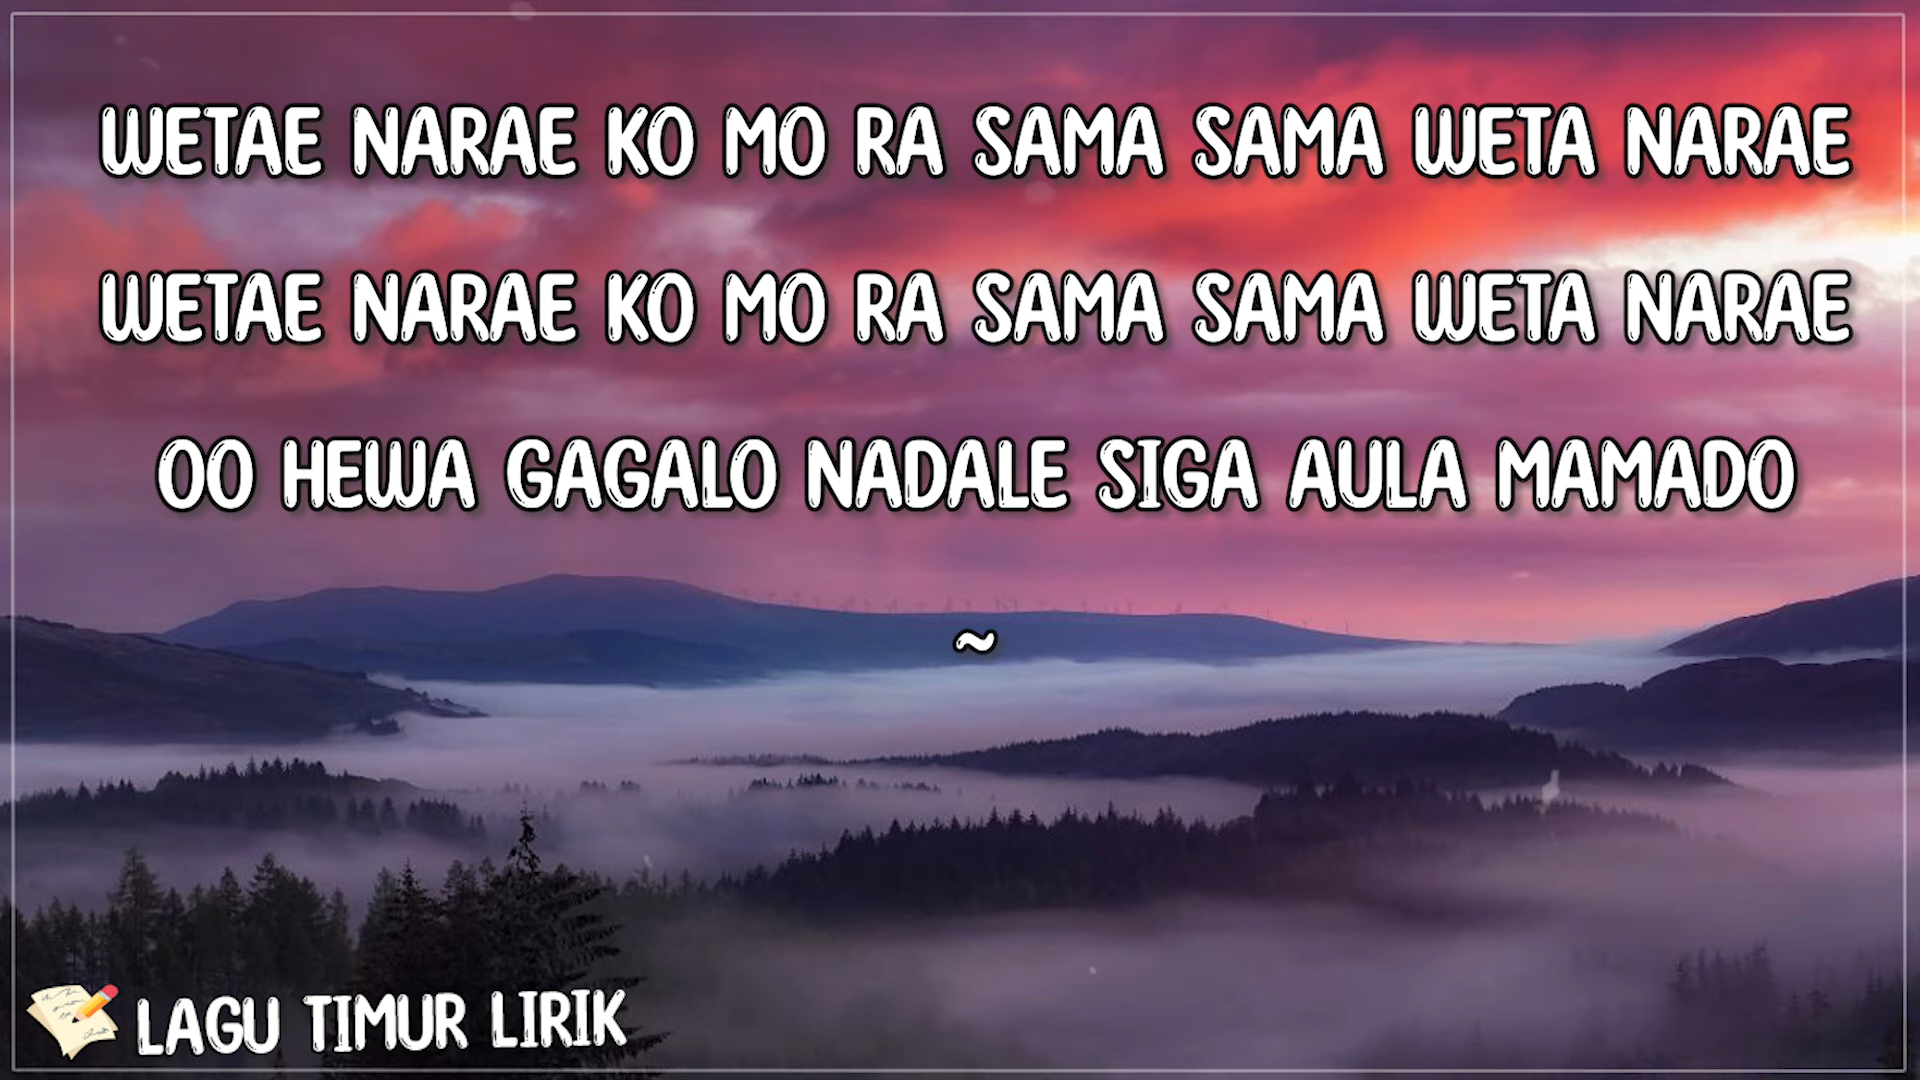 WETAE NARAE KO MO RA SAMA SAMA WETA NARAE
WETAE NARAE KO MO RA SAMA SAMA WETA NARAE
OO HEWA GAGALO NADALE SIGA AULA MAMADO
~
LAGU TIMUR LIRIK